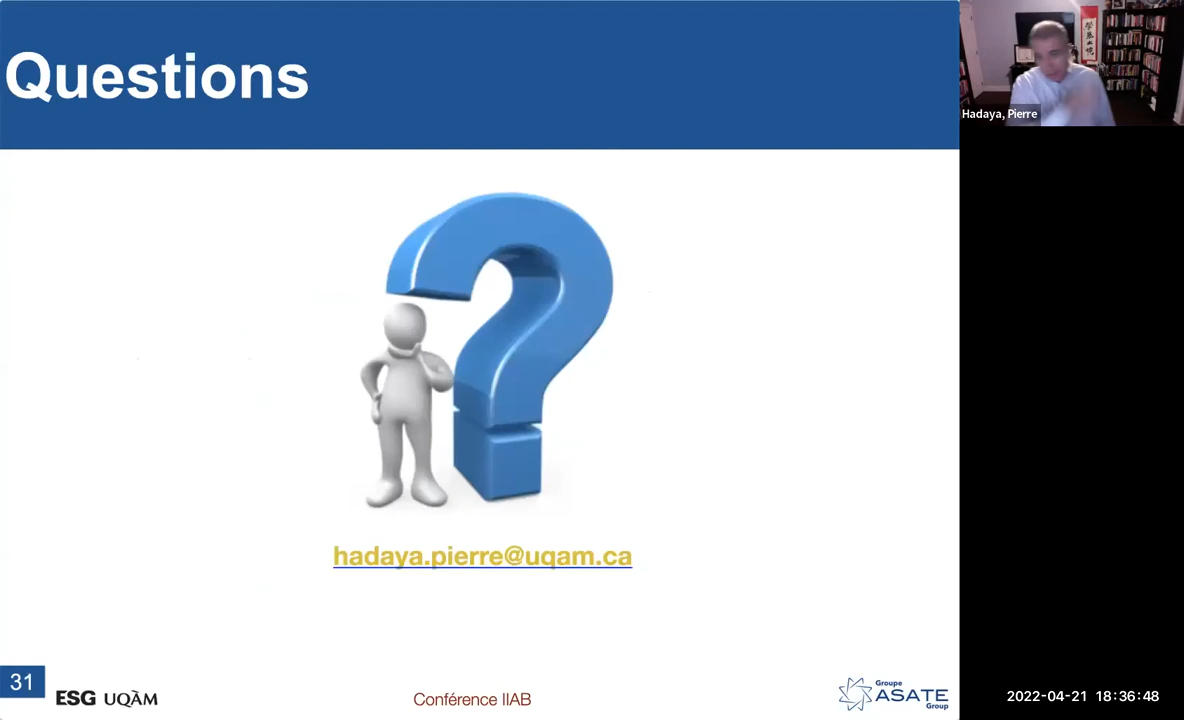 Questions
Hadaya, Pierre
hadaya.pierre@uqam.ca
31
ESG UQÀM
Conférence IIAB
Groupe
ASATE
Group
2022-04-21 18:36:48